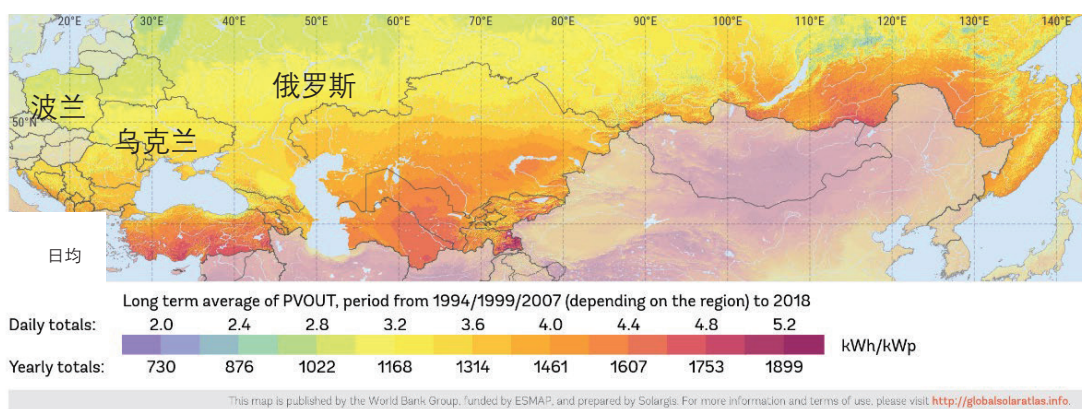 20°E 30°E 40°E 50°E 60°E 70°E 80°E 90°E 100°E 110°E 120°E 130°E 140°E
俄罗斯
波兰
50°N 50°N
乌克兰
日均
Long term average of PVOUT, period from 1994/1999/2007 (depending on the region) to 2018
Daily totals: 2.0 2.4 2.8 3.2 3.6 4.0 4.4 4.8 5.2
kWh/kWp
Yearly totals: 730 876 1022 1168 1314 1461 1607 1753 1899
This map is published by the World Bank Group, funded by ESMAP, and prepared by Solargis. For more information and terms of use, please visit http://globalsolaratlas.info.